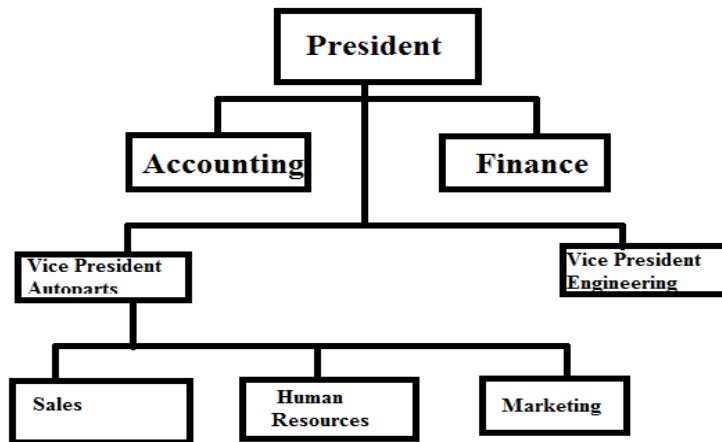 President
Accounting
Finance
Vice President
Autoparts
Vice President
Engineering
Sales
Human
Resources
Marketing